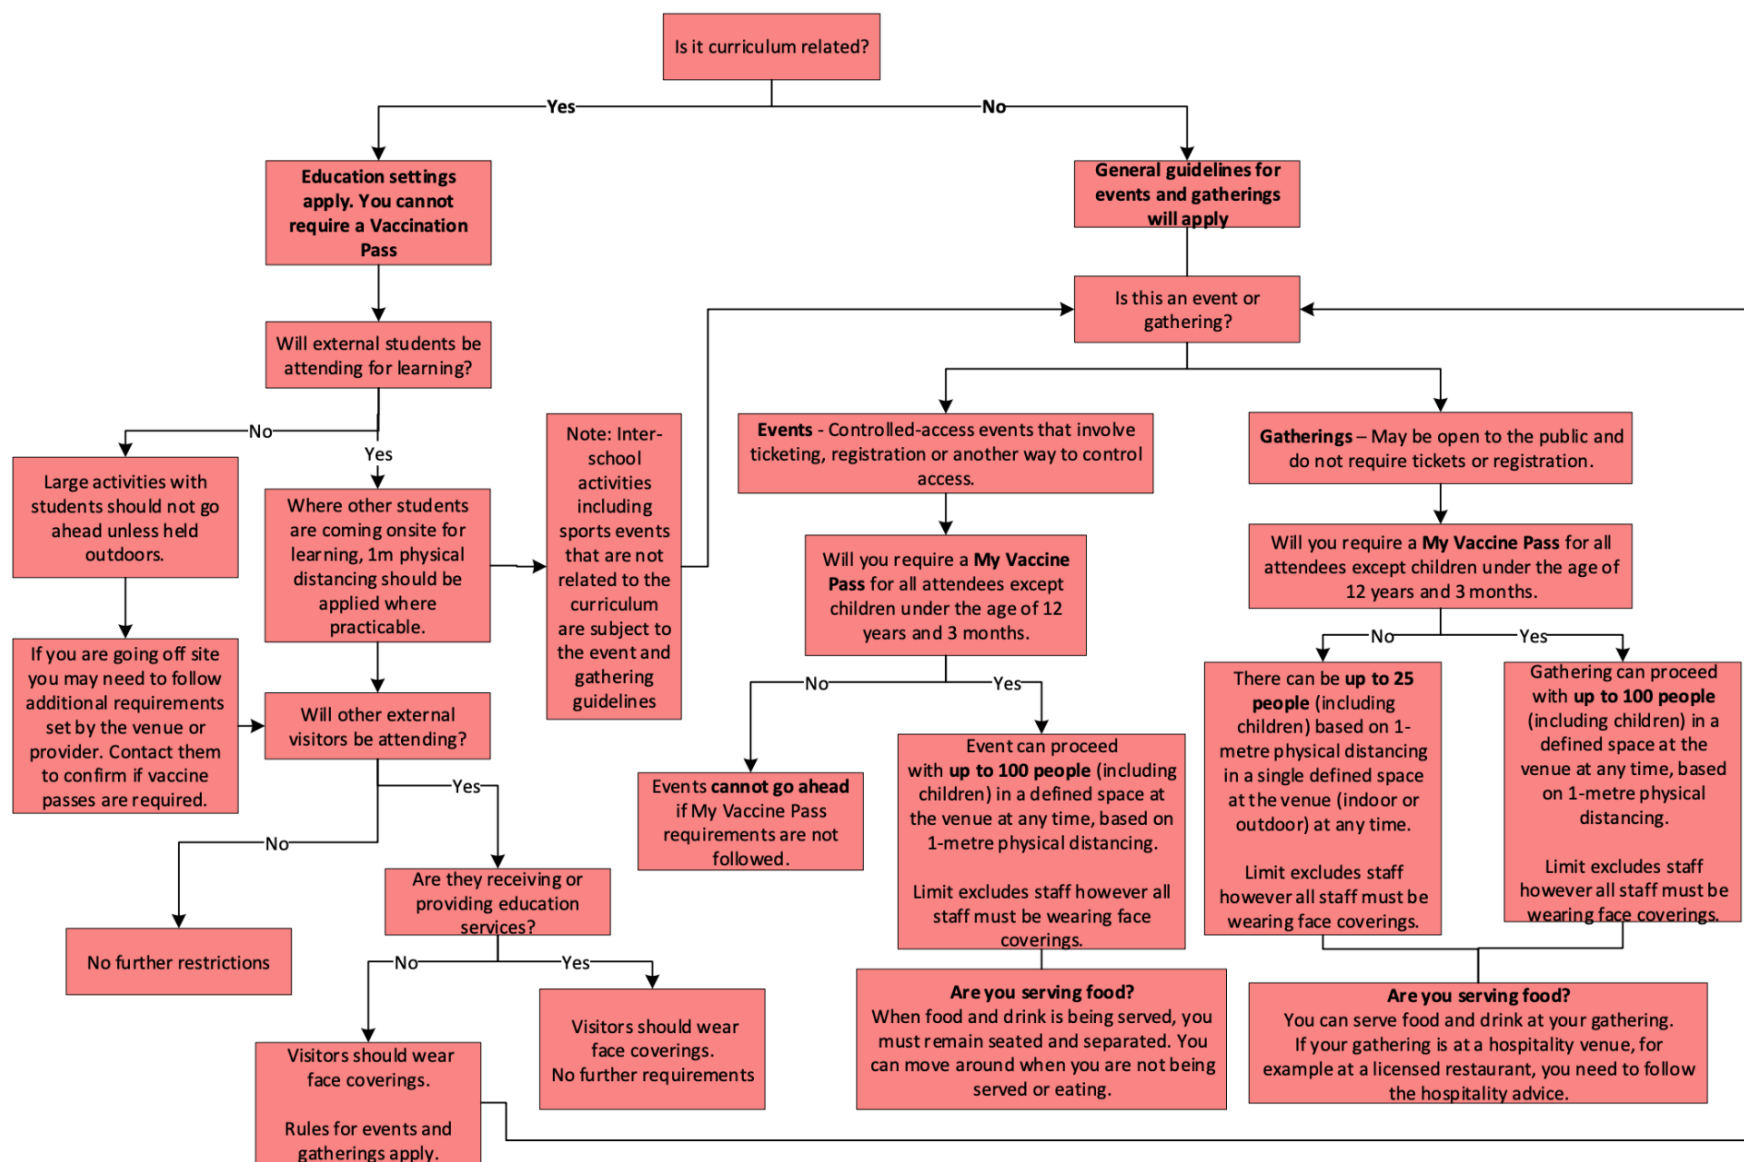 Is it curriculum related?
Yes
No
Education settings
apply. You cannot
require a Vaccination
Pass
General guidelines for
events and gatherings
will apply
Will external students be
attending for learning?
Is this an event or
gathering?
No
Yes
Large activities with
students should not go
ahead unless held
outdoors.
Where other students
are coming onsite for
learning, 1m physical
distancing should be
applied where
practicable.
Note: Inter-
school
activities
including
sports events
that are not
related to the
curriculum
are subject to
the event and
gathering
guidelines
Events - Controlled-access events that involve
ticketing, registration or another way to control
access.
Gatherings – May be open to the public and
do not require tickets or registration.
Will you require a My Vaccine
Pass for all attendees except
children under the age of 12
years and 3 months.
Will you require a My Vaccine Pass for all
attendees except children under the age of
12 years and 3 months.
If you are going off site
you may need to follow
additional requirements
set by the venue or
provider. Contact them
to confirm if vaccine
passes are required.
Will other external
visitors be attending?
No
Yes
No
Yes
Events cannot go ahead
if My Vaccine Pass
requirements are not
followed.
Event can proceed
with up to 100 people (including
children) in a defined space at
the venue at any time, based on
1-metre physical distancing.
Limit excludes staff however all
staff must be wearing face
coverings.
There can be up to 25
people (including
children) based on 1-
metre physical distancing
in a single defined space
at the venue (indoor or
outdoor) at any time.
Limit excludes staff
however all staff must be
wearing face coverings.
Gathering can proceed
with up to 100 people
(including children) in a
defined space at the
venue at any time, based
on 1-metre physical
distancing.
Limit excludes staff
however all staff must be
wearing face coverings.
No
Yes
No further restrictions
Are they receiving or
providing education
services?
No
Yes
Visitors should wear
face coverings.
Rules for events and
gatherings apply.
Visitors should wear
face coverings.
No further requirements
Are you serving food?
When food and drink is being served, you
must remain seated and separated. You
can move around when you are not being
served or eating.
Are you serving food?
You can serve food and drink at your gathering.
If your gathering is at a hospitality venue, for
example at a licensed restaurant, you need to follow
the hospitality advice.